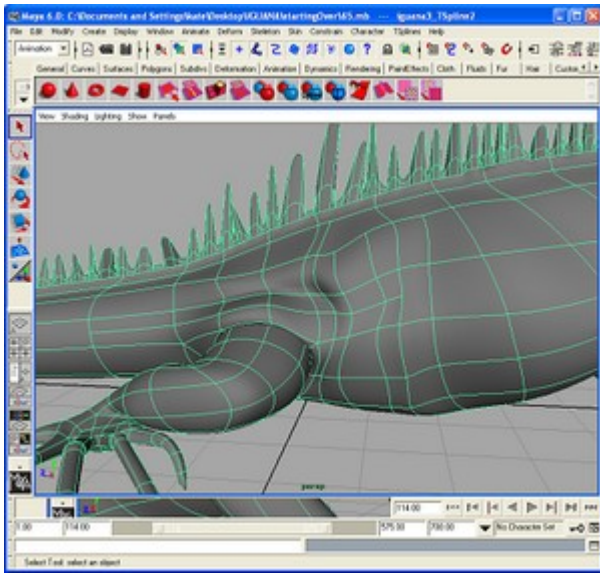 Maya 6.0: C:\Documents and Settings\kate\Desktop\IGUANA\startingOver\65.mb --- iguana3_TSpline2
File Edit Modify Create Display Window Animate Deform Skeleton Skin Constrain Character TSplines Help
Animation
General Curves Surfaces Polygons Subdivs Deformation Animation Dynamics Rendering PaintEffects Cloth Fluids Fur Hair Custom
View Shading Lighting Show Panels
persp
114.00
1.00 114.00 575.00 700.00 No Character Set
Select Tool: select an object